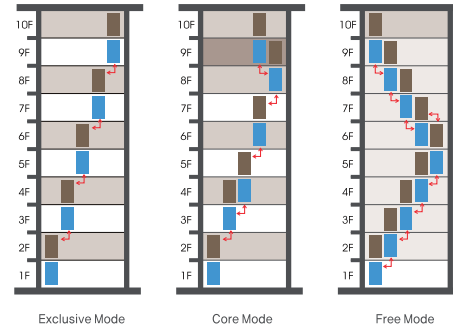 10F 10F 10F
9F 9F 9F
8F 8F 8F
7F 7F 7F
6F 6F 6F
5F 5F 5F
4F 4F 4F
3F 3F 3F
2F 2F 2F
1F 1F 1F
Exclusive Mode Core Mode Free Mode